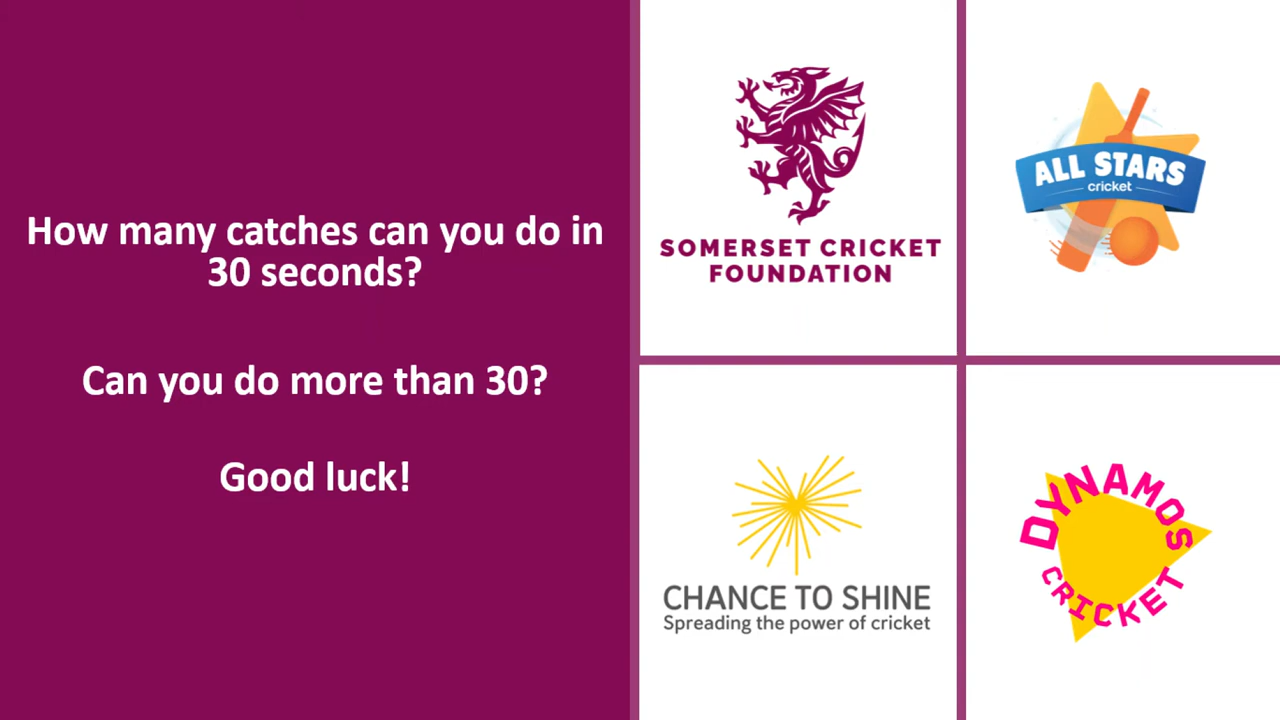 How many catches can you do in
30 seconds?
Can you do more than 30?
Good luck!
SOMERSET CRICKET
FOUNDATION
ALL STARS
cricket
CHANCE TO SHINE
Spreading the power of cricket
DYNAMOS
CRICKET